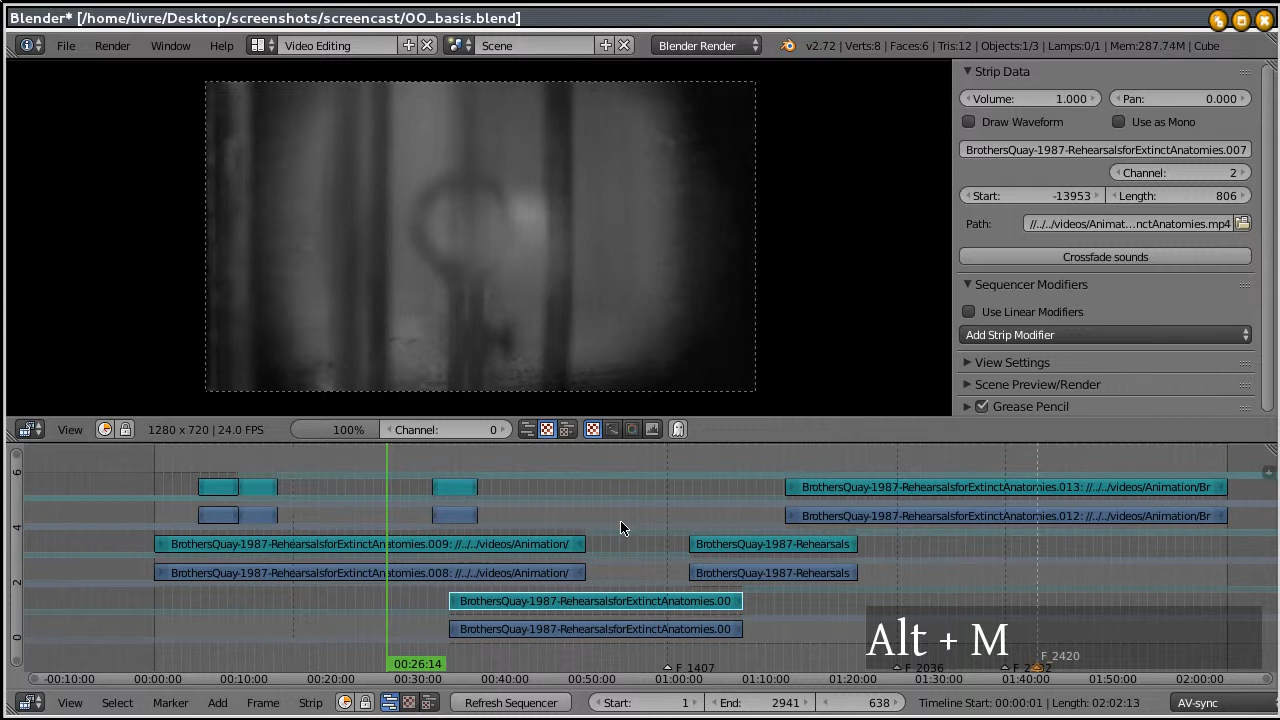 Blender* [/home/livre/Desktop/screenshots/screencast/00_basis.blend]
File Render Window Help Video Editing Scene Blender Render v2.72 | Verts:8 | Faces:6 | Tris:12 | Objects:1/3 | Lamps:0/1 | Mem:287.74M | Cube
Strip Data
Volume: 1.000 Pan: 0.000
Draw Waveform Use as Mono
BrothersQuay-1987-RehearsalsforExtinctAnatomies.007
Channel: 2
Start: -13953 Length: 806
Path: //../../videos/Animat...nctAnatomies.mp4
Crossfade sounds
Sequencer Modifiers
Use Linear Modifiers
Add Strip Modifier
View Settings
Scene Preview/Render
Grease Pencil
View 1280 x 720 | 24.0 FPS 100% Channel: 0
6
BrothersQuay-1987-RehearsalsforExtinctAnatomies.013: //../../videos/Animation/Br
BrothersQuay-1987-RehearsalsforExtinctAnatomies.012: //../../videos/Animation/Br
4
BrothersQuay-1987-RehearsalsforExtinctAnatomies.009: //../../videos/Animation/ BrothersQuay-1987-Rehearsals
BrothersQuay-1987-RehearsalsforExtinctAnatomies.008: //../../videos/Animation/ BrothersQuay-1987-Rehearsals
2
BrothersQuay-1987-RehearsalsforExtinctAnatomies.00
BrothersQuay-1987-RehearsalsforExtinctAnatomies.00
0
Alt + M
F_2420
00:26:14 F_1407 F_2036
-00:10:00 00:00:00 00:10:00 00:20:00 00:30:00 00:40:00 00:50:00 01:00:00 01:10:00 01:20:00 01:30:00 01:40:00 01:50:00 02:00:00
View Select Marker Add Frame Strip Refresh Sequencer Start: 1 End: 2941 638 Timeline Start: 00:00:01 | Length: 02:02:13 AV-sync